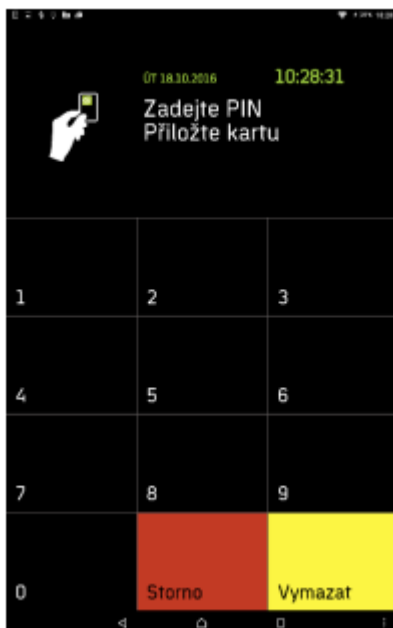 ÚT 18.10.2016 10:28:31
Zadejte PIN
Přiložte kartu
1 2 3
4 5 6
7 8 9
0 Storno Vymazat